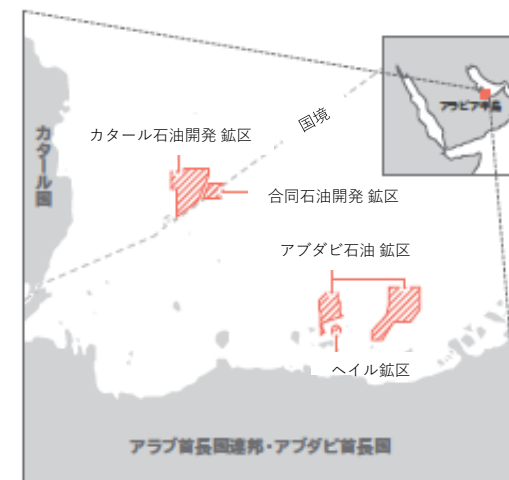 アラビア半島
国境
カタール石油開発 鉱区
カタール国
合同石油開発 鉱区
アブダビ石油 鉱区
ヘイル鉱区
アラブ首長国連邦・アブダビ首長国